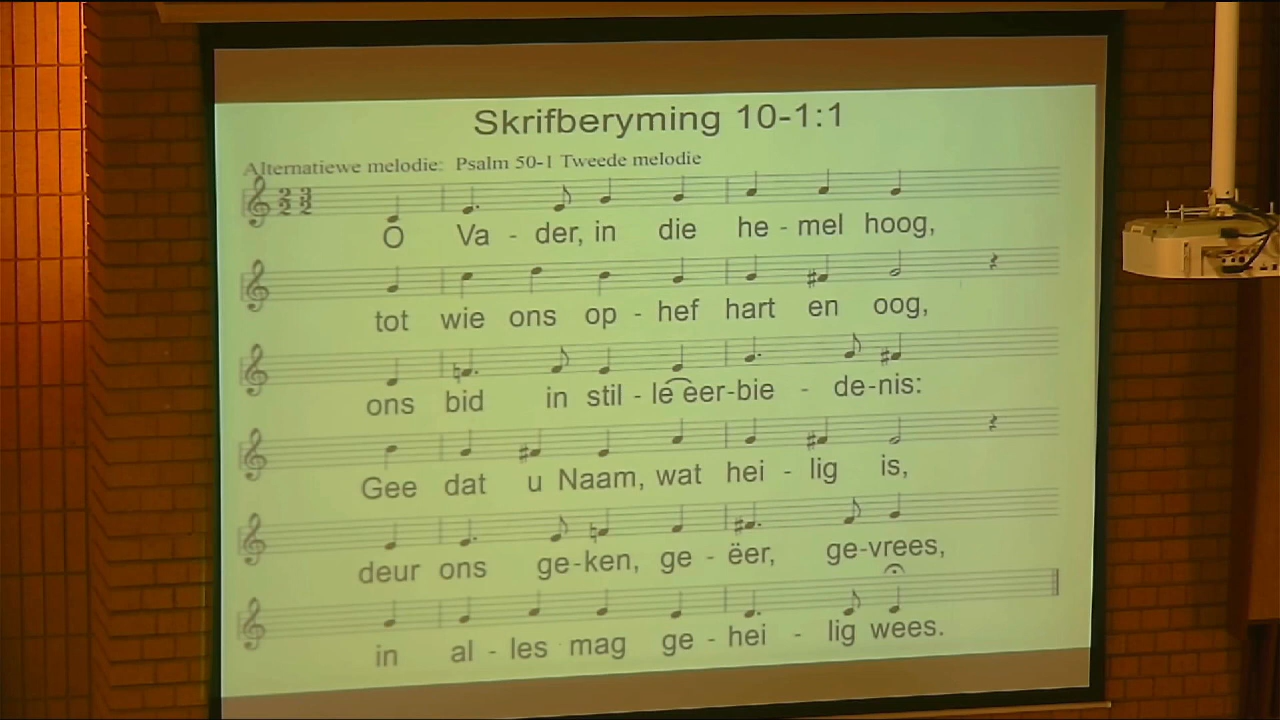 Skrifberyming 10-1:1
Alternatiewe melodie: Psalm 50-1 Tweede melodie
O Va - der, in die he - mel hoog,
tot wie ons op - hef hart en oog,
ons bid in stil - le eer-bie - de-nis:
Gee dat u Naam, wat hei - lig is,
deur ons ge-ken, ge - ëer, ge-vrees,
in al - les mag ge - hei - lig wees.